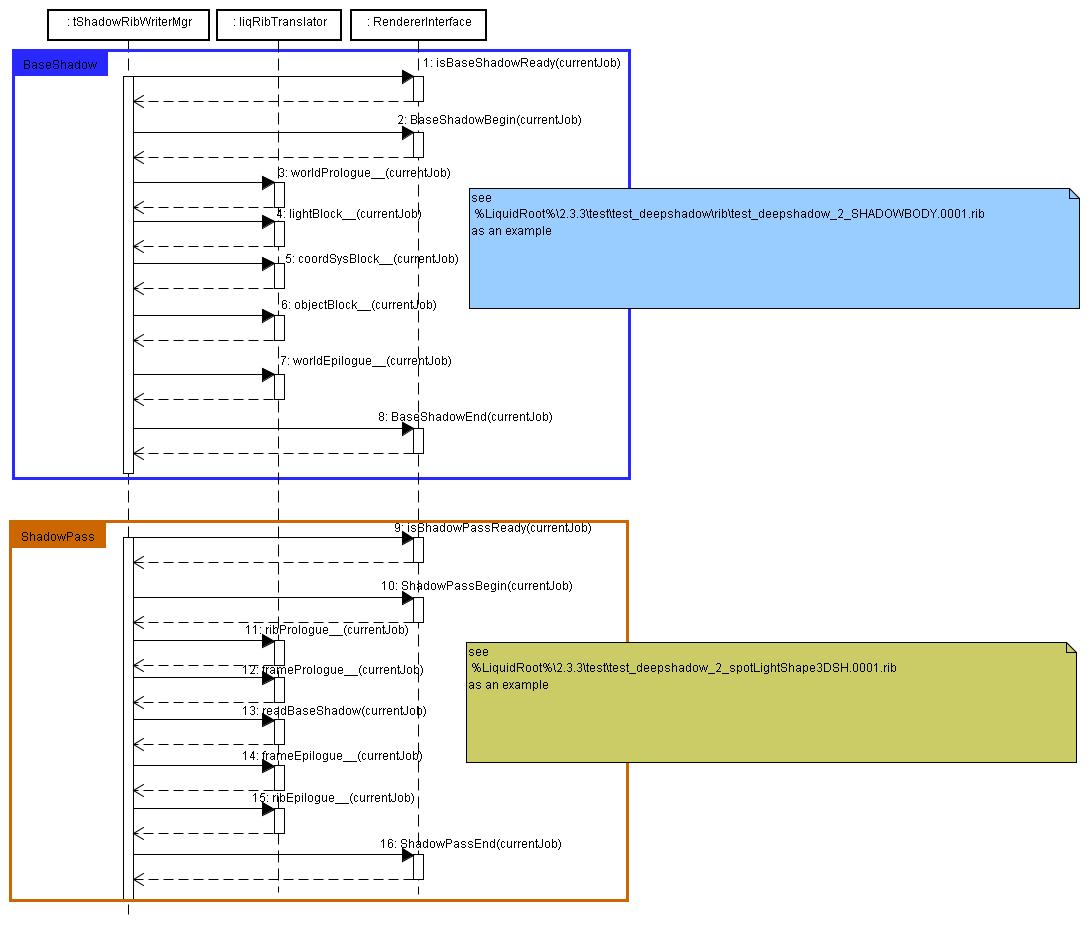 : tShadowRibWriterMgr
: liqRibTranslator
: RendererInterface
BaseShadow
1: isBaseShadowReady(currentJob)
2: BaseShadowBegin(currentJob)
3: worldPrologue__(currentJob)
4: lightBlock__(currentJob)
5: coordSysBlock__(currentJob)
6: objectBlock__(currentJob)
7: worldEpilogue__(currentJob)
8: BaseShadowEnd(currentJob)
see
%LiquidRoot%\2.3.3\test\test_deepshadow\rib\test_deepshadow_2_SHADOWBODY.0001.rib
as an example
ShadowPass
9: isShadowPassReady(currentJob)
10: ShadowPassBegin(currentJob)
11: ribPrologue__(currentJob)
12: framePrologue__(currentJob)
13: readBaseShadow(currentJob)
14: frameEpilogue__(currentJob)
15: ribEpilogue__(currentJob)
16: ShadowPassEnd(currentJob)
see
%LiquidRoot%\2.3.3\test\test_deepshadow_2_spotLightShape3DSH.0001.rib
as an example